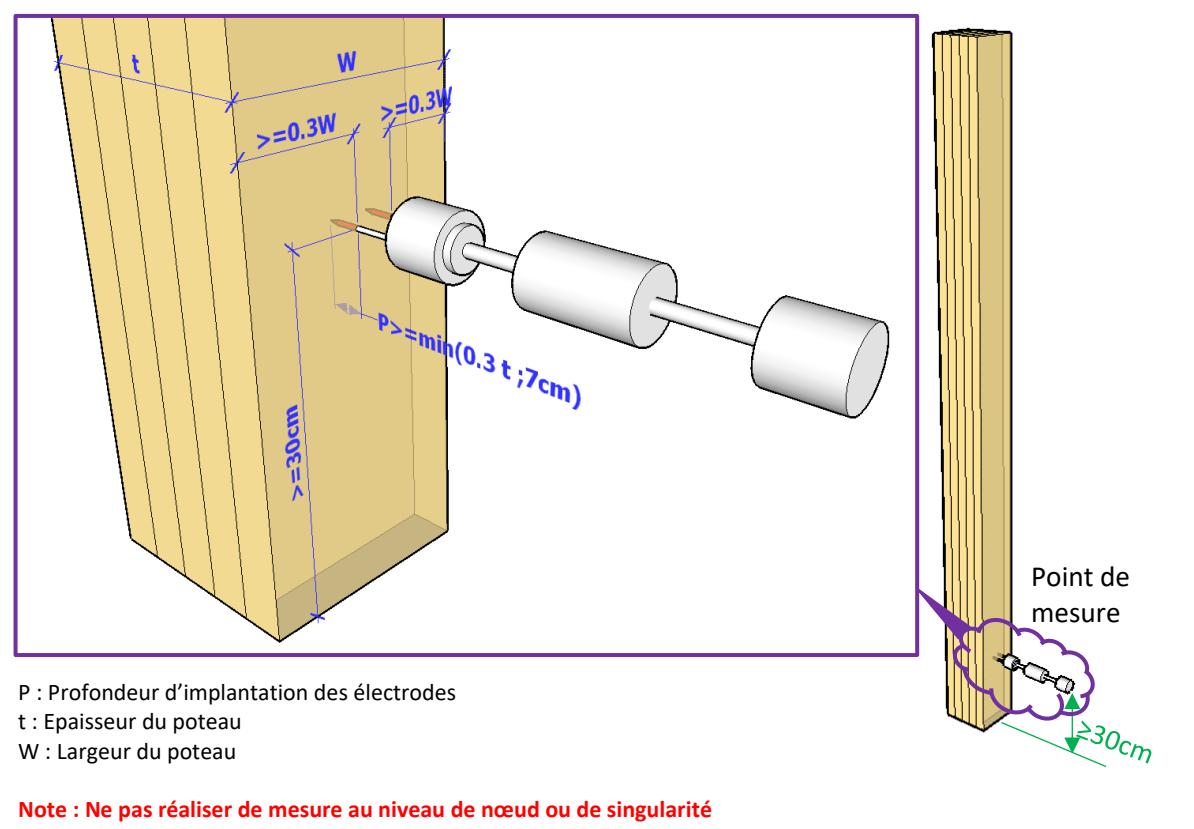 t
W
>=0.3W
>=0.3W
P>=min(0.3 t ;7cm)
>=30cm
Point de
mesure
≥30cm
P : Profondeur d’implantation des électrodes
t : Epaisseur du poteau
W : Largeur du poteau
Note : Ne pas réaliser de mesure au niveau de nœud ou de singularité